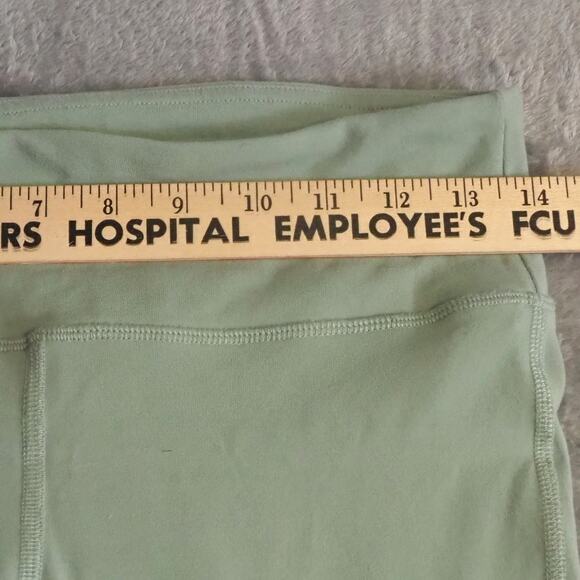 7 8 9 10 11 12 13 14
RS HOSPITAL EMPLOYEE'S FCU